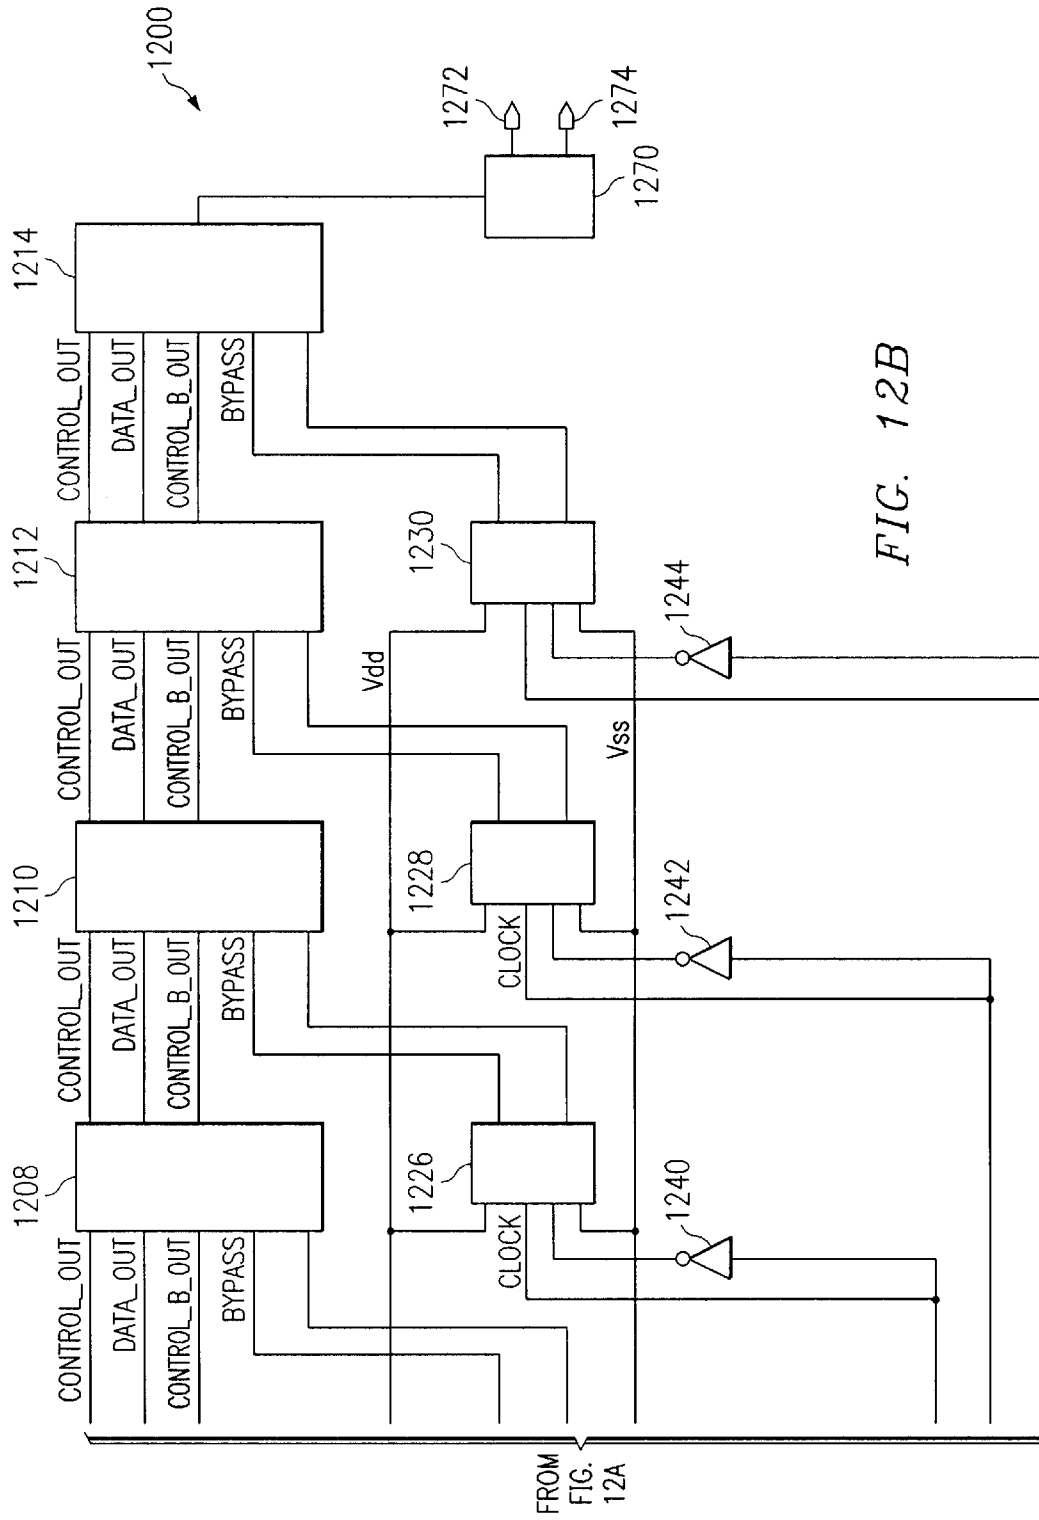 1200
1208
1210
1212
1214
CONTROL_OUT
DATA_OUT
CONTROL_B_OUT
BYPASS
CONTROL_OUT
DATA_OUT
CONTROL_B_OUT
BYPASS
CONTROL_OUT
DATA_OUT
CONTROL_B_OUT
BYPASS
CONTROL_OUT
DATA_OUT
CONTROL_B_OUT
BYPASS
Vdd
1226
1228
1230
1272
1274
1270
CLOCK
CLOCK
Vss
1240
1242
1244
FROM
FIG.
12A
FIG. 12B